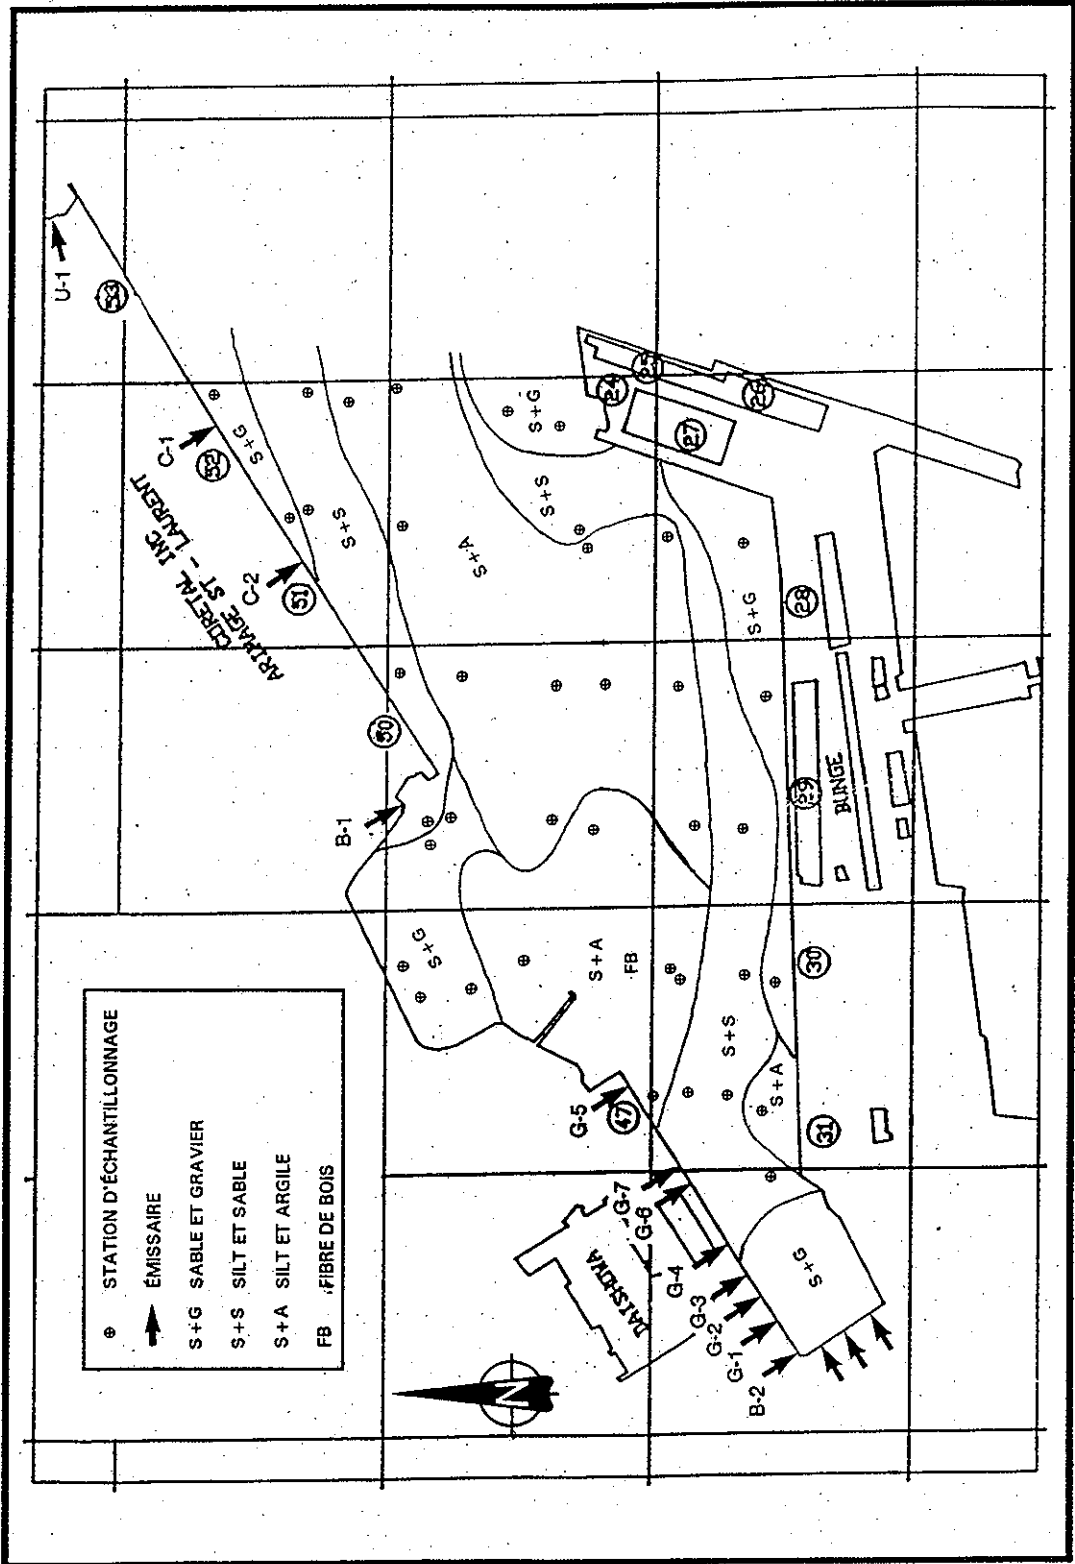 STATION D'ÉCHANTILLONNAGE
ÉMISSAIRE
S+G SABLE ET GRAVIER
S+S SILT ET SABLE
S+A SILT ET ARGILE
FB FIBRE DE BOIS
N
U-1
53
C-1
52
CORETAL INC
ARIMAGE ST - LAURENT
C-2
51
50
B-1
S+G
S+S
S+A
S+S
S+G
24
25
26
27
S+G
28
29
BUNGE
30
S+G
S+A
FB
S+S
S+A
31
G-5
47
G-7
G-6
DAISHOWA
G-4
G-3
G-2
G-1
B-2
S+G